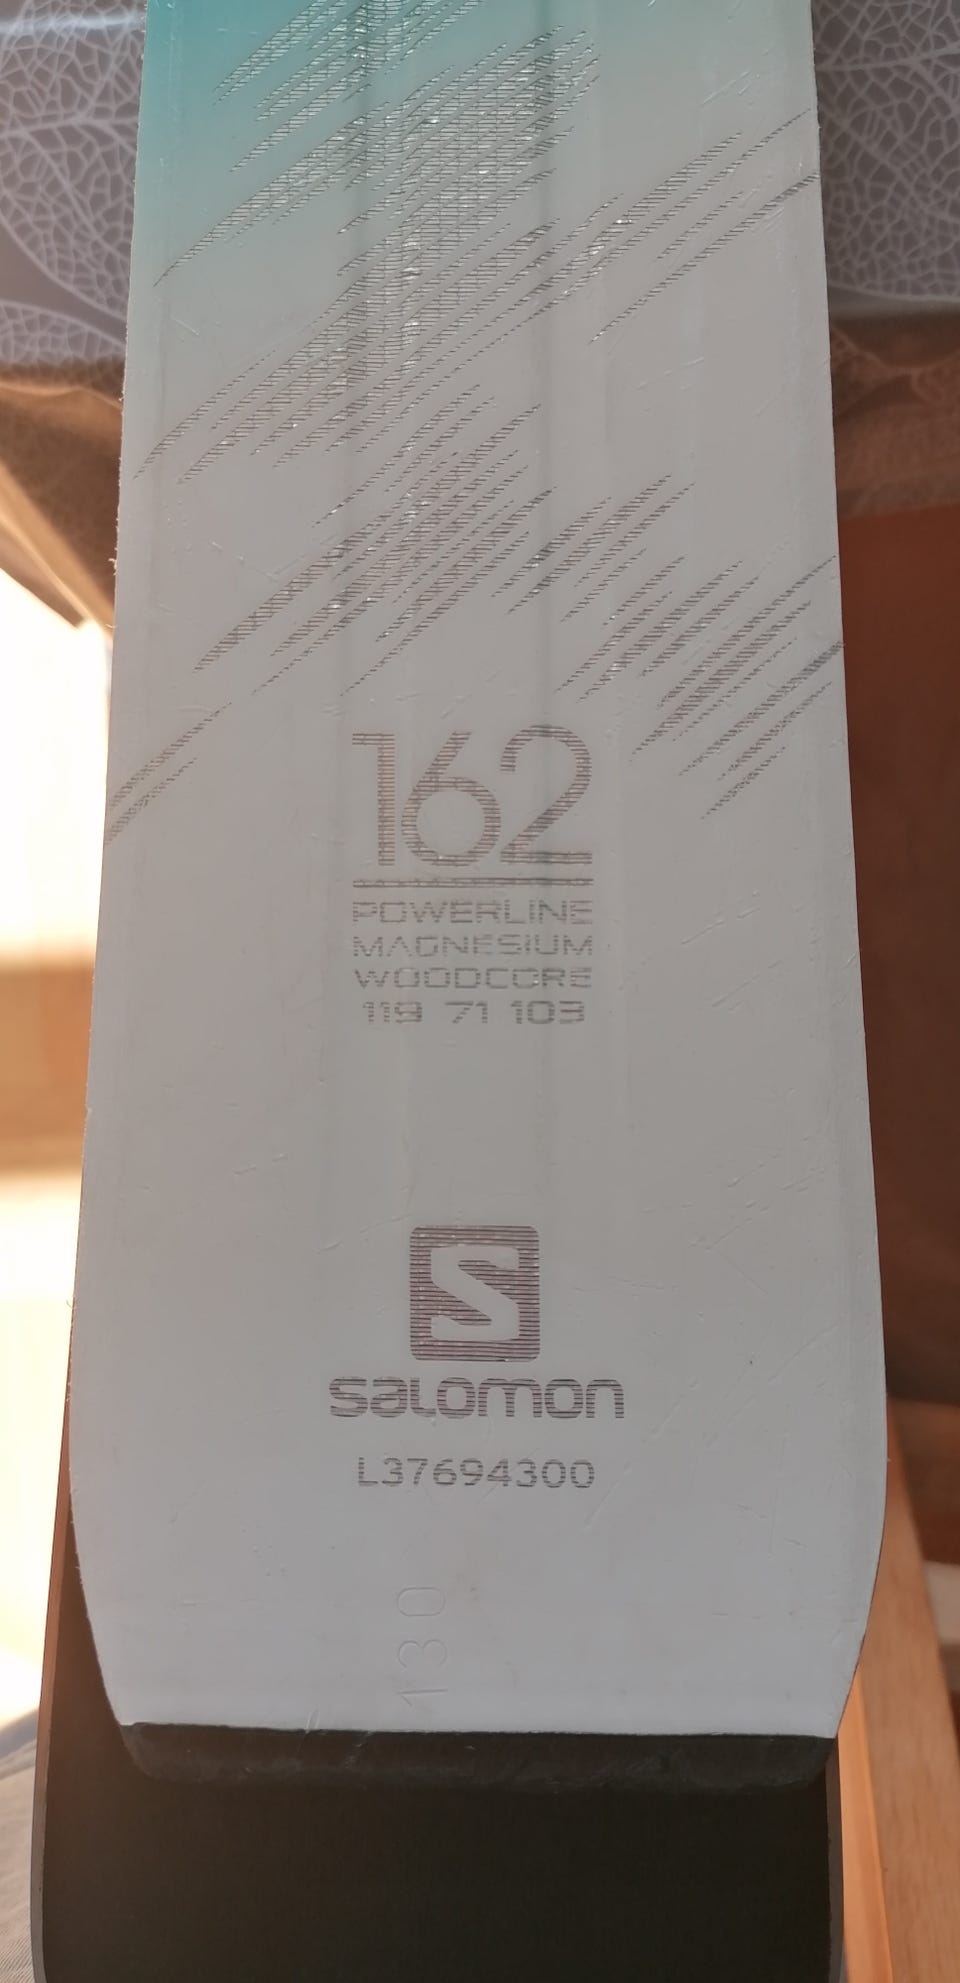 162
POWERLINE
MAGNESIUM
WOODCORE
119 71 103
S
salomon
L37694300
130